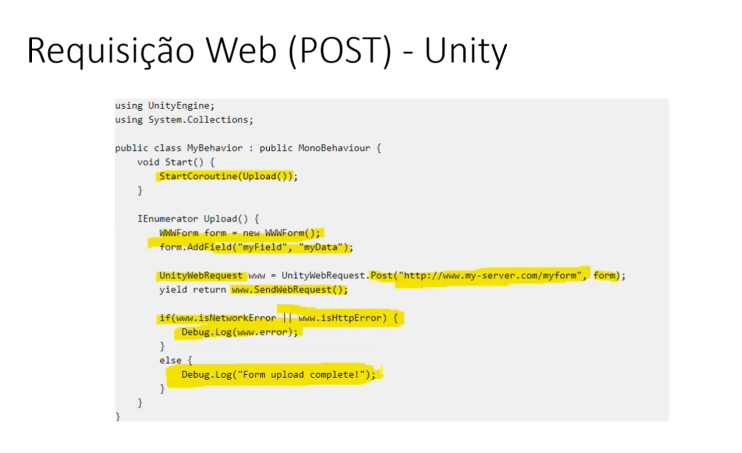 Requisição Web (POST) - Unity
using UnityEngine;
using System.Collections;
public class MyBehavior : public MonoBehaviour {
void Start() {
StartCoroutine(Upload());
}
IEnumerator Upload() {
WWWForm form = new WWWForm();
form.AddField("myField", "myData");
UnityWebRequest www = UnityWebRequest.Post("http://www.my-server.com/myform", form);
yield return www.SendWebRequest();
if(www.isNetworkError || www.isHttpError) {
Debug.Log(www.error);
}
else {
Debug.Log("Form upload complete!");
}
}
}